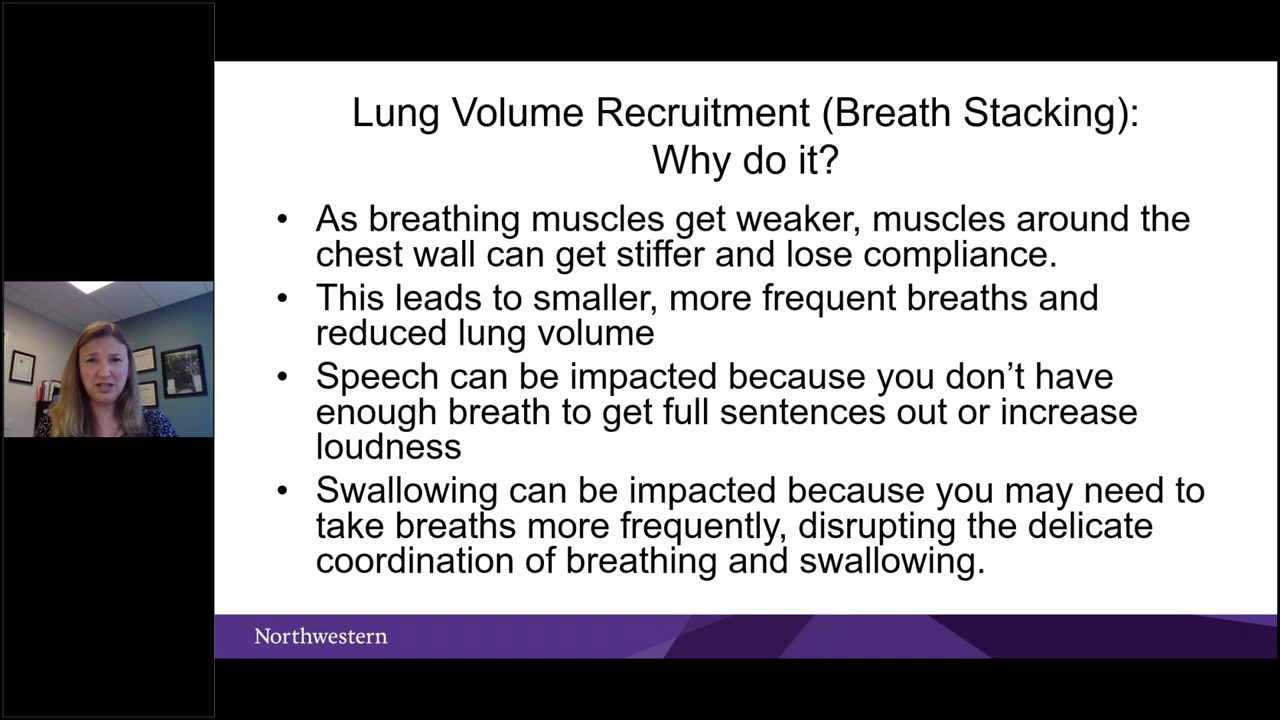 Lung Volume Recruitment (Breath Stacking):
Why do it?
• As breathing muscles get weaker, muscles around the
chest wall can get stiffer and lose compliance.
• This leads to smaller, more frequent breaths and
reduced lung volume
• Speech can be impacted because you don’t have
enough breath to get full sentences out or increase
loudness
• Swallowing can be impacted because you may need to
take breaths more frequently, disrupting the delicate
coordination of breathing and swallowing.
Northwestern